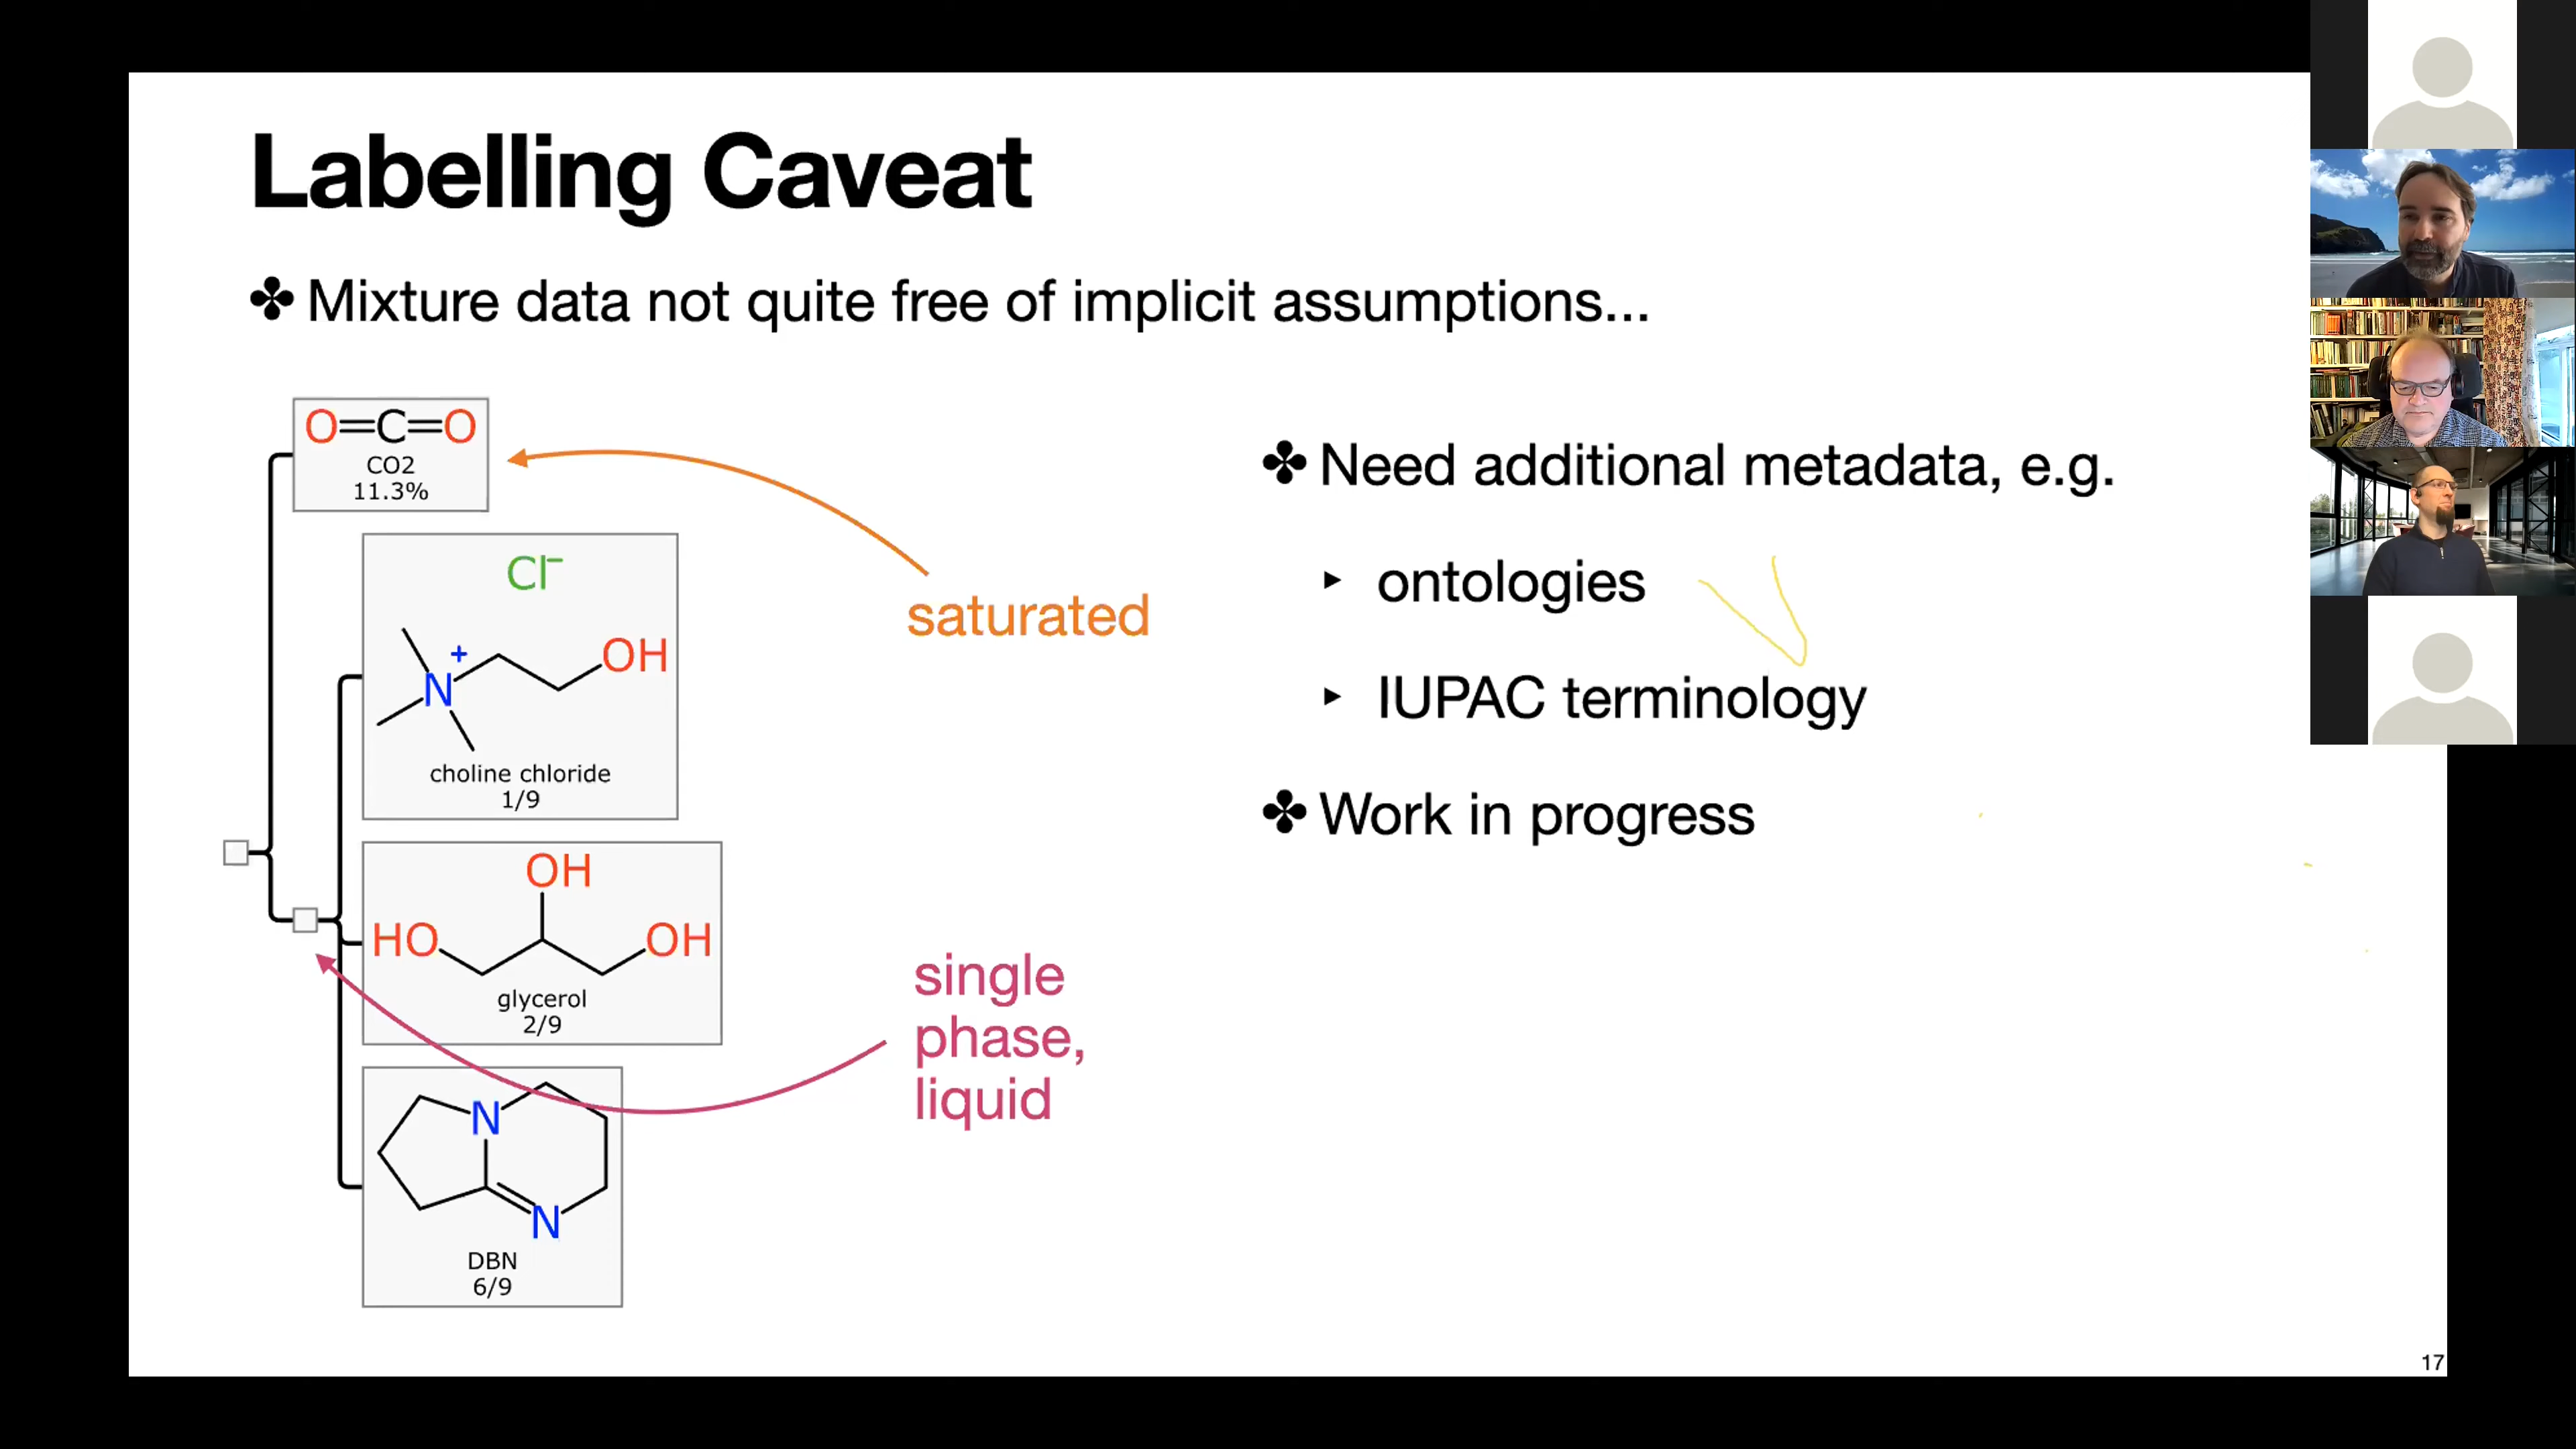 Labelling Caveat
✤ Mixture data not quite free of implicit assumptions...
O=C=O
CO2
11.3%
saturated
Cl⁻
N⁺
OH
choline chloride
1/9
OH
HO
OH
glycerol
2/9
single
phase,
liquid
N
N
DBN
6/9
✤ Need additional metadata, e.g.
‣ ontologies
‣ IUPAC terminology
✤ Work in progress
17